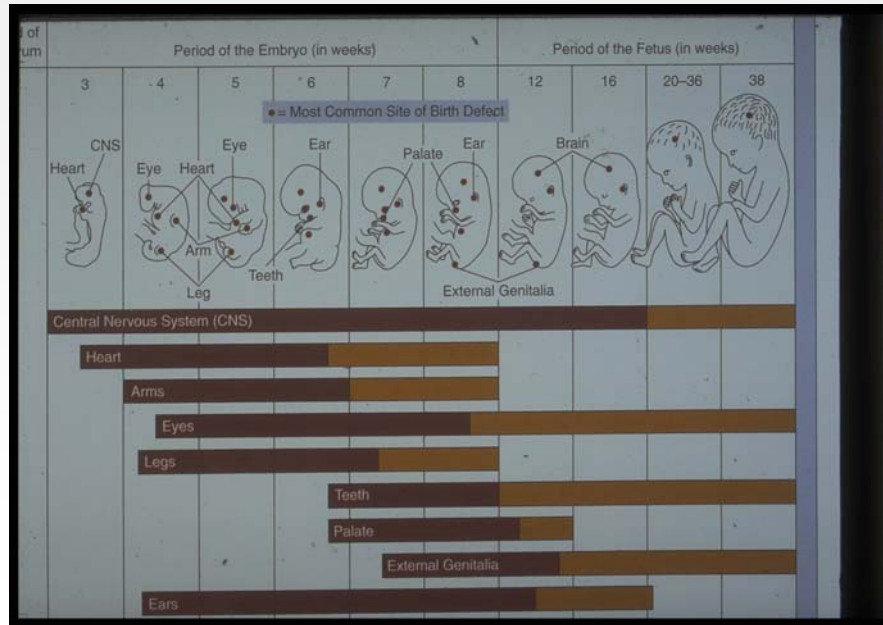 d of
um
Period of the Embryo (in weeks)
Period of the Fetus (in weeks)
3
4
5
6
7
8
12
16
20–36
38
• = Most Common Site of Birth Defect
CNS
Heart
Eye
Heart
Eye
Ear
Palate
Ear
Brain
Arm
Leg
Teeth
External Genitalia
Central Nervous System (CNS)
Heart
Arms
Eyes
Legs
Teeth
Palate
External Genitalia
Ears